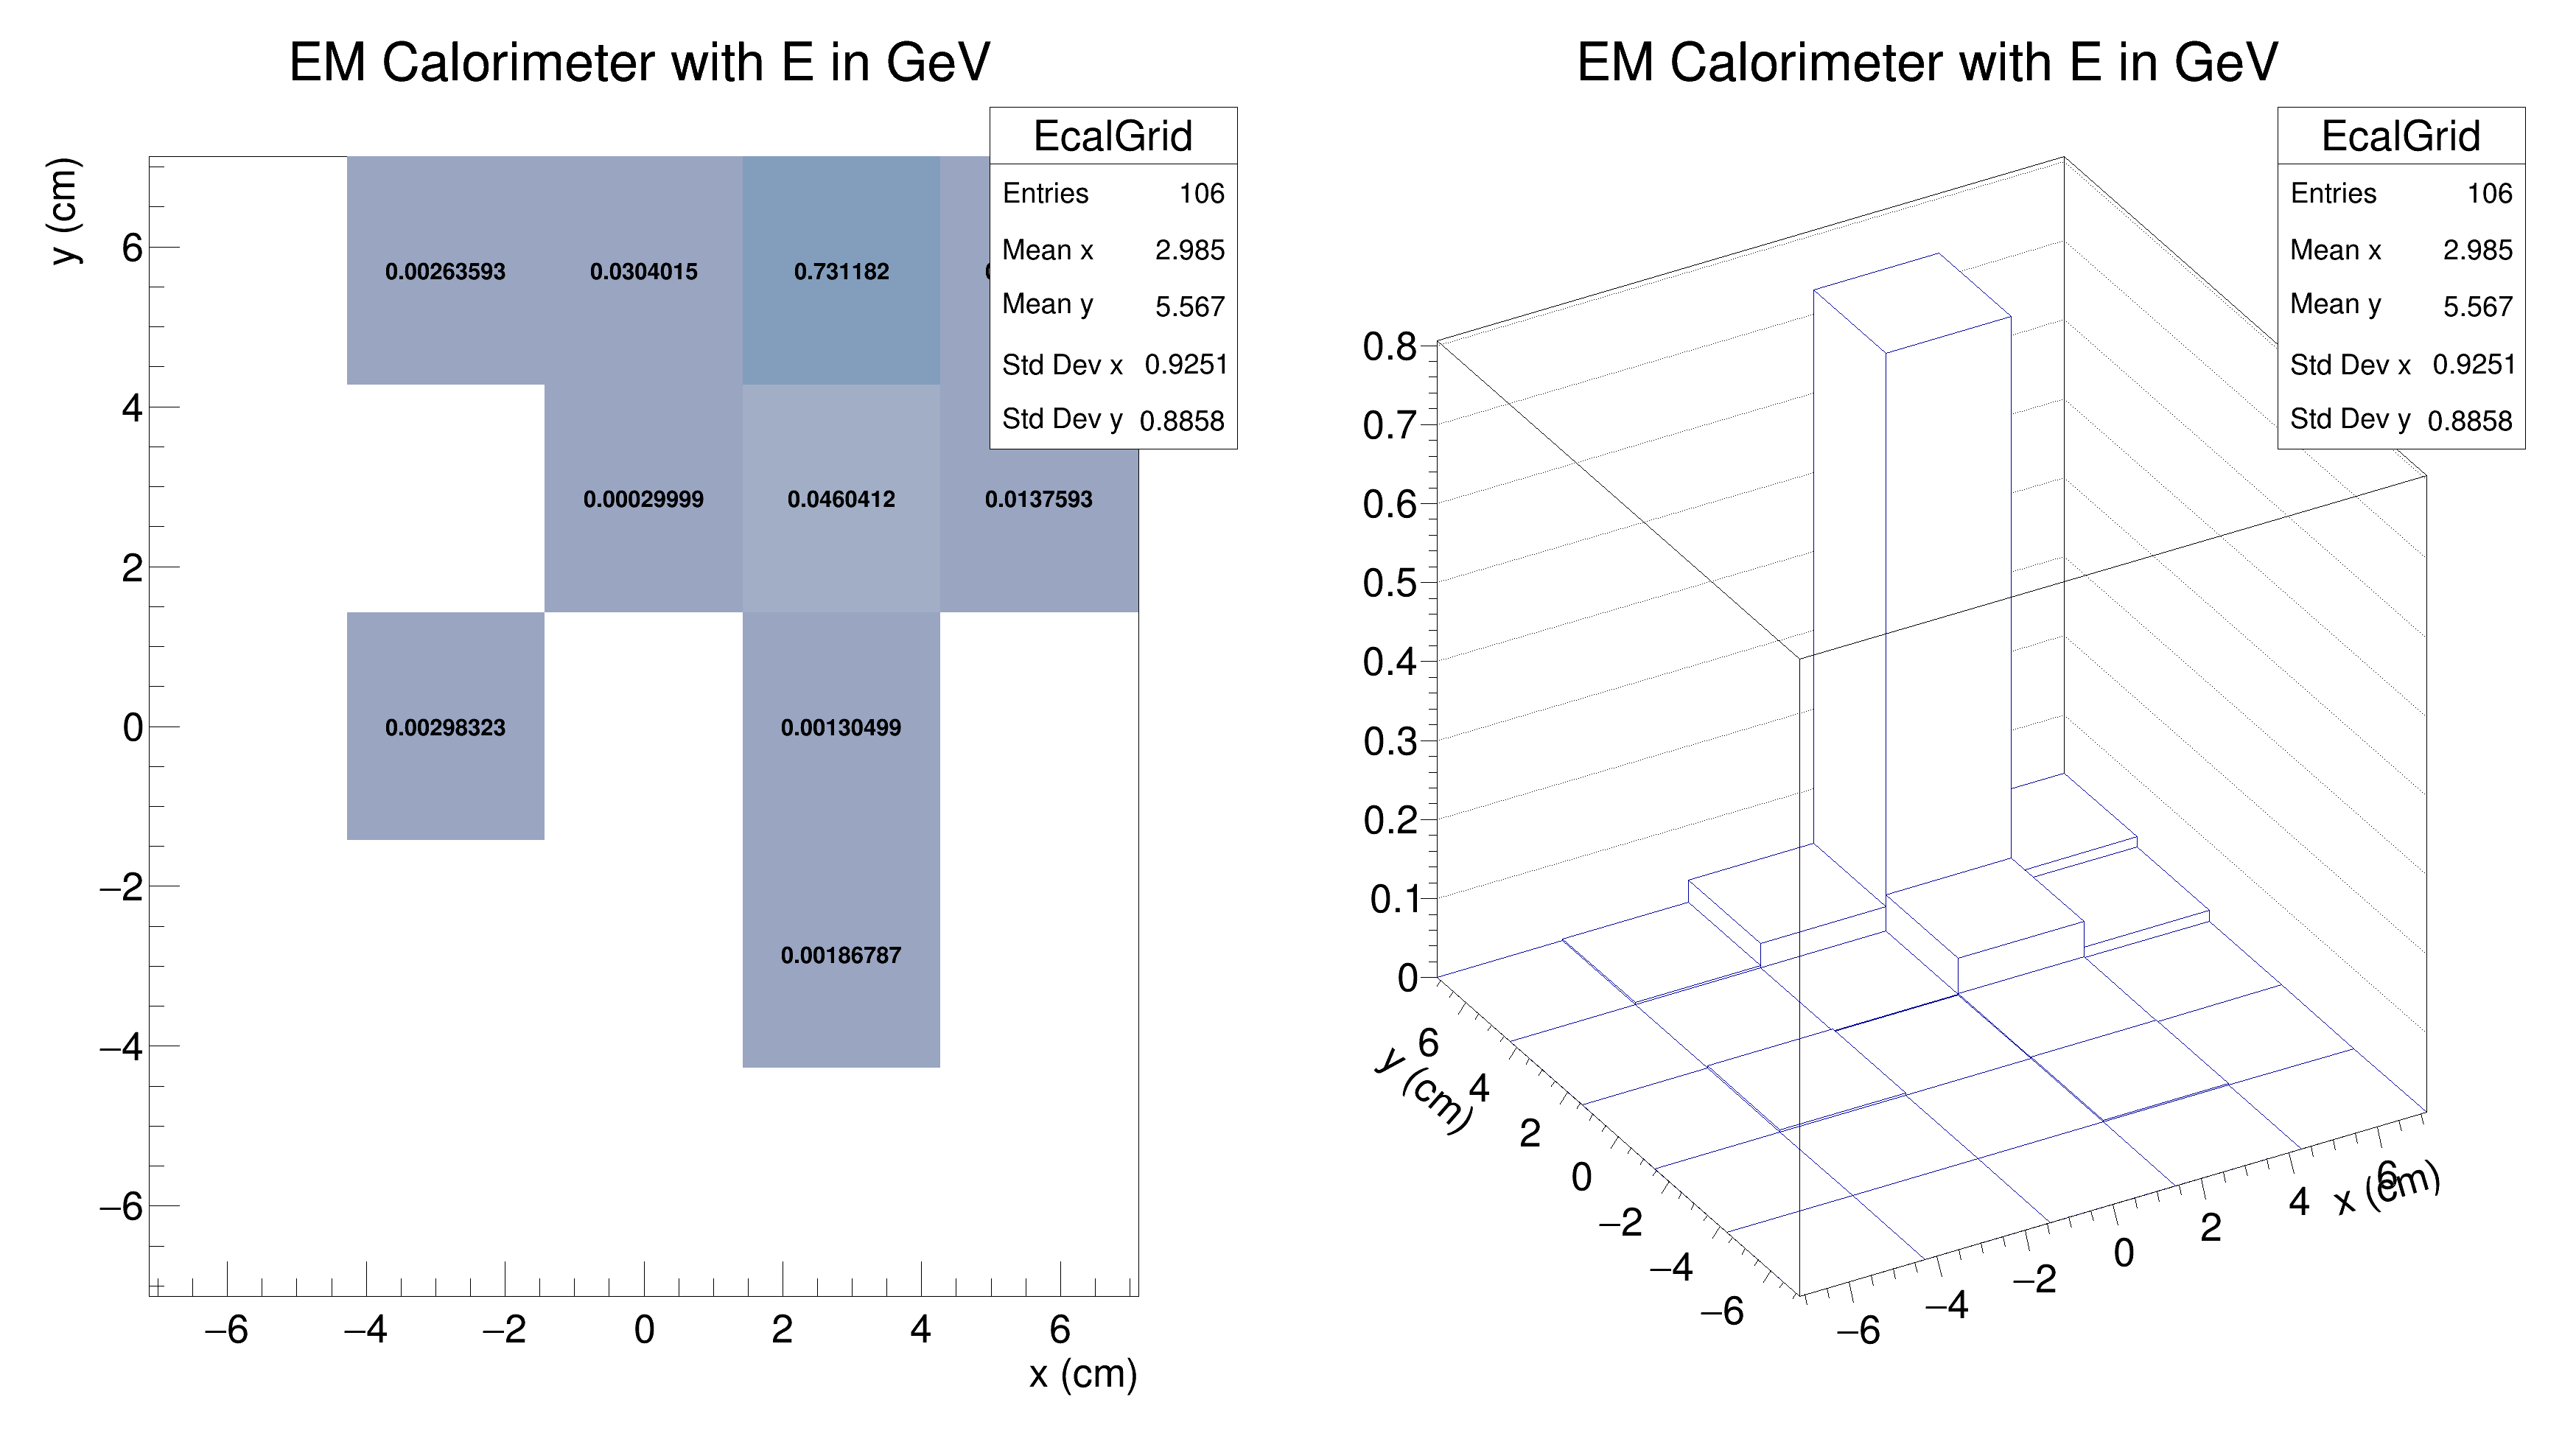 EM Calorimeter with E in GeV
EcalGrid
Entries 106
Mean x 2.985
Mean y 5.567
Std Dev x 0.9251
Std Dev y 0.8858
y (cm)
6
4
2
0
−2
−4
−6
0.00263593 0.0304015 0.731182
0.00029999 0.0460412 0.0137593
0.00298323 0.00130499
0.00186787
−6 −4 −2 0 2 4 6
x (cm)
EM Calorimeter with E in GeV
EcalGrid
Entries 106
Mean x 2.985
Mean y 5.567
Std Dev x 0.9251
Std Dev y 0.8858
0.8
0.7
0.6
0.5
0.4
0.3
0.2
0.1
0
6
4
2
0
−2
−4
−6
y (cm)
−6
−4
−2
0
2
4
6
x (cm)